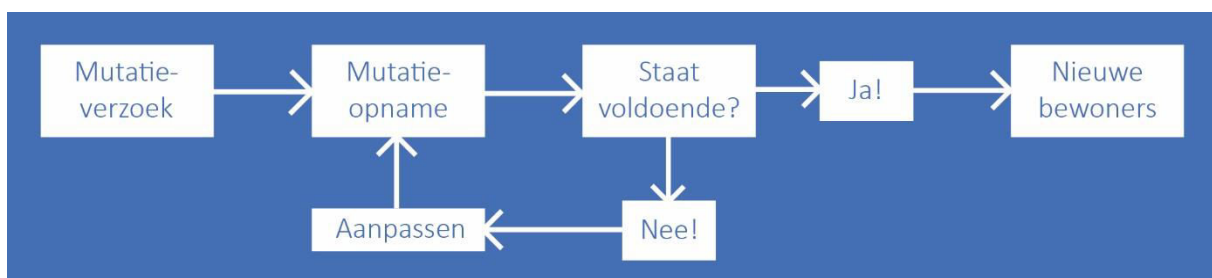 Mutatie-
verzoek
Mutatie-
opname
Staat
voldoende?
Ja!
Nieuwe
bewoners
Aanpassen
Nee!